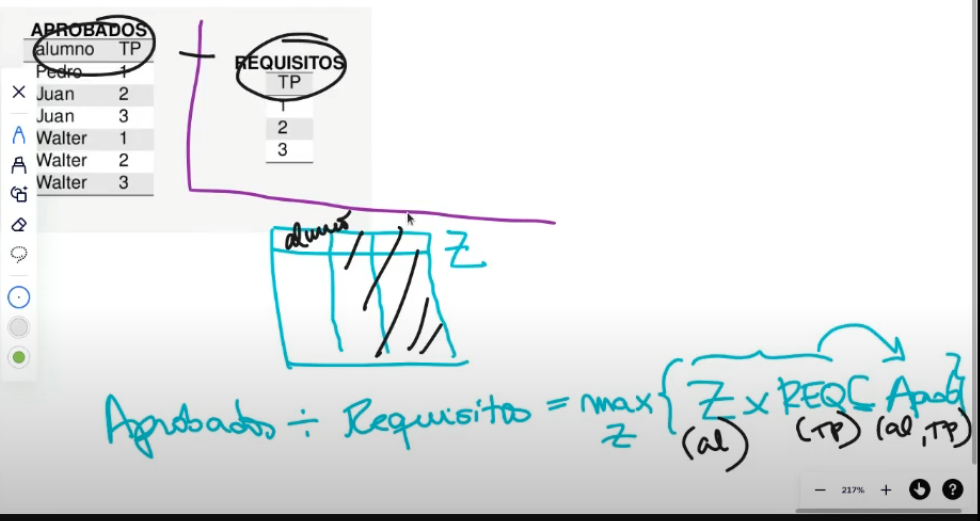 APROBADOS
alumno TP
Pedro 1
Juan 2
Juan 3
Walter 1
Walter 2
Walter 3
REQUISITOS
TP
1
2
3
alumno
Z
Aprobados ÷ Requisitos = max { Z x REQ ⊆ Aprob }
Z
(al) (TP) (al, TP)
− 217% + ?